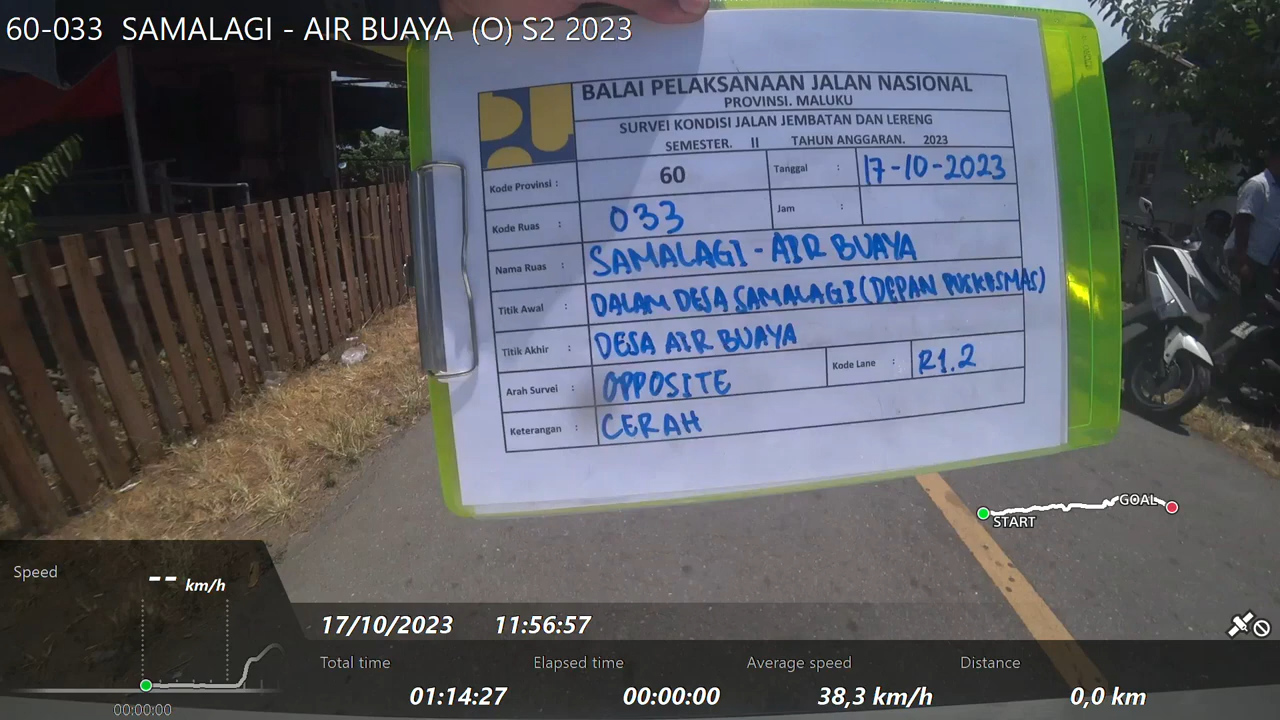 60-033 SAMALAGI - AIR BUAYA (O) S2 2023
BALAI PELAKSANAAN JALAN NASIONAL
PROVINSI. MALUKU
SURVEI KONDISI JALAN JEMBATAN DAN LERENG
SEMESTER. II TAHUN ANGGARAN. 2023
Kode Provinsi : 60 Tanggal : 17-10-2023
Kode Ruas : 033 Jam :
Nama Ruas : SAMALAGI - AIR BUAYA
Titik Awal : DALAM DESA SAMALAGI (DEPAN PUSKESMAS)
Titik Akhir : DESA AIR BUAYA
Arah Survei : OPPOSITE Kode Lane : R1.2
Keterangan : CERAH
START GOAL
Speed
-- km/h
00:00:00
17/10/2023 11:56:57
Total time Elapsed time Average speed Distance
01:14:27 00:00:00 38,3 km/h 0,0 km